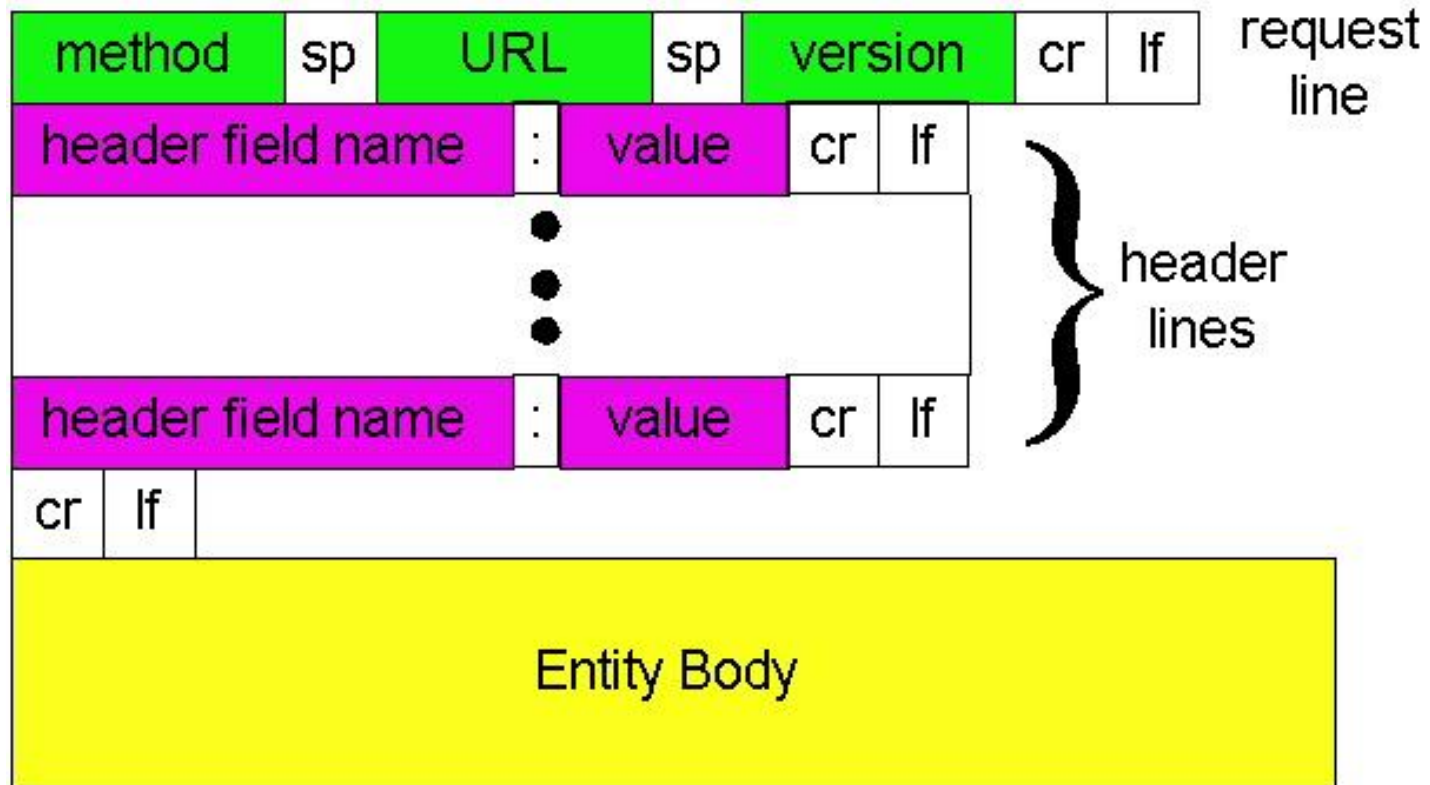 method sp URL sp version cr lf
request
line
header field name : value cr lf
header
lines
header field name : value cr lf
cr lf
Entity Body